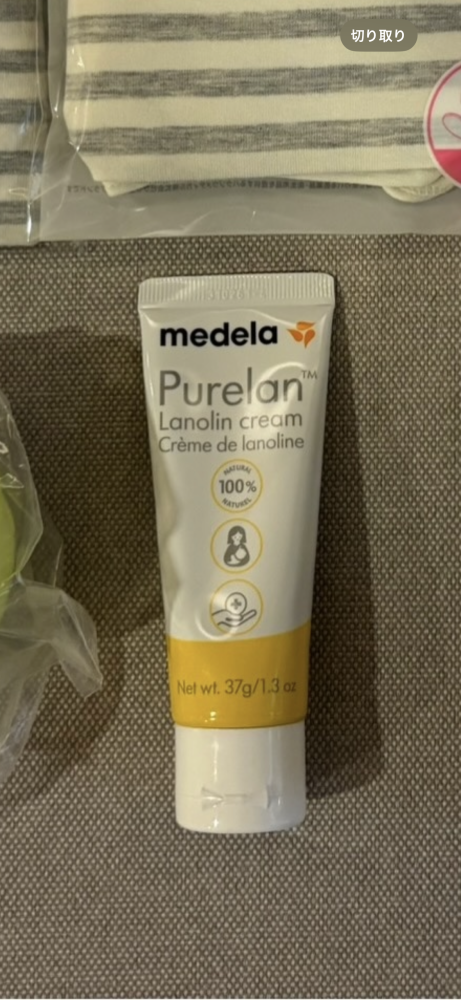 切り取り
medela
Purelan™
Lanolin cream
Crème de lanoline
NATURAL
100%
NATUREL
Net wt. 37g/1.3 oz